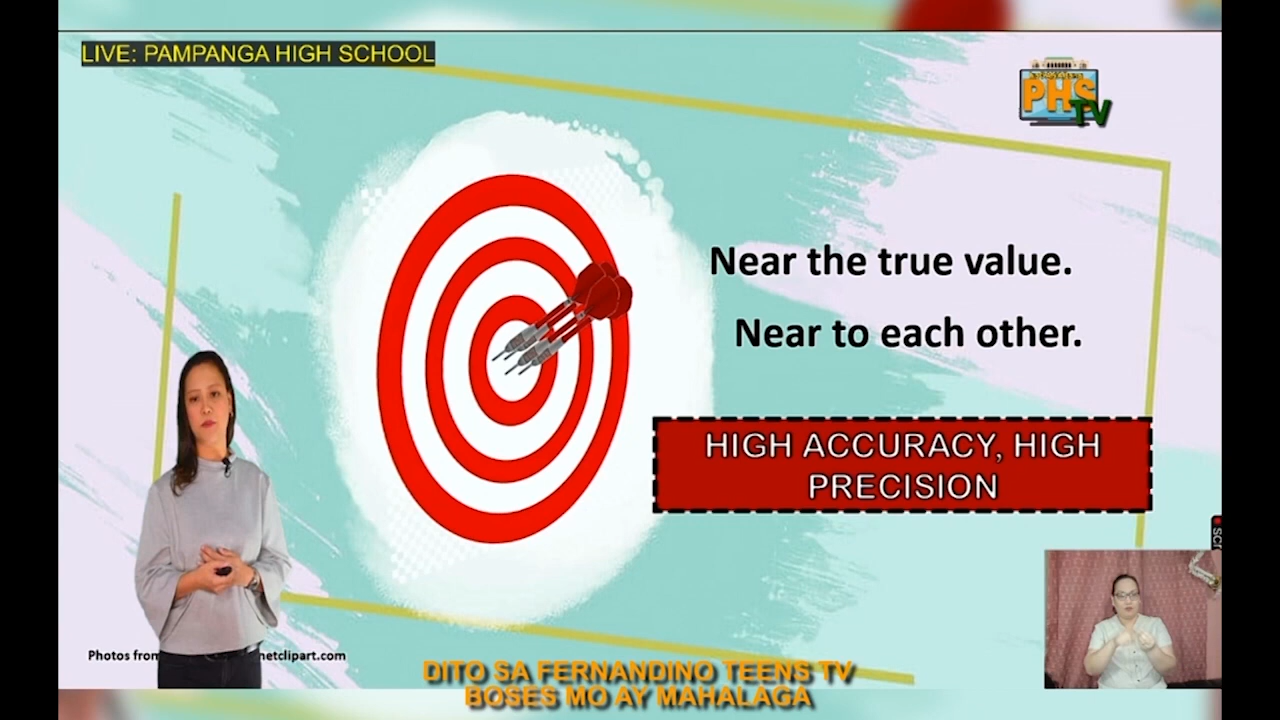 LIVE: PAMPANGA HIGH SCHOOL
PHS
TV
Near the true value.
Near to each other.
HIGH ACCURACY, HIGH
PRECISION
Photos from
netclipart.com
DITO SA FERNANDINO TEENS TV
BOSES MO AY MAHALAGA